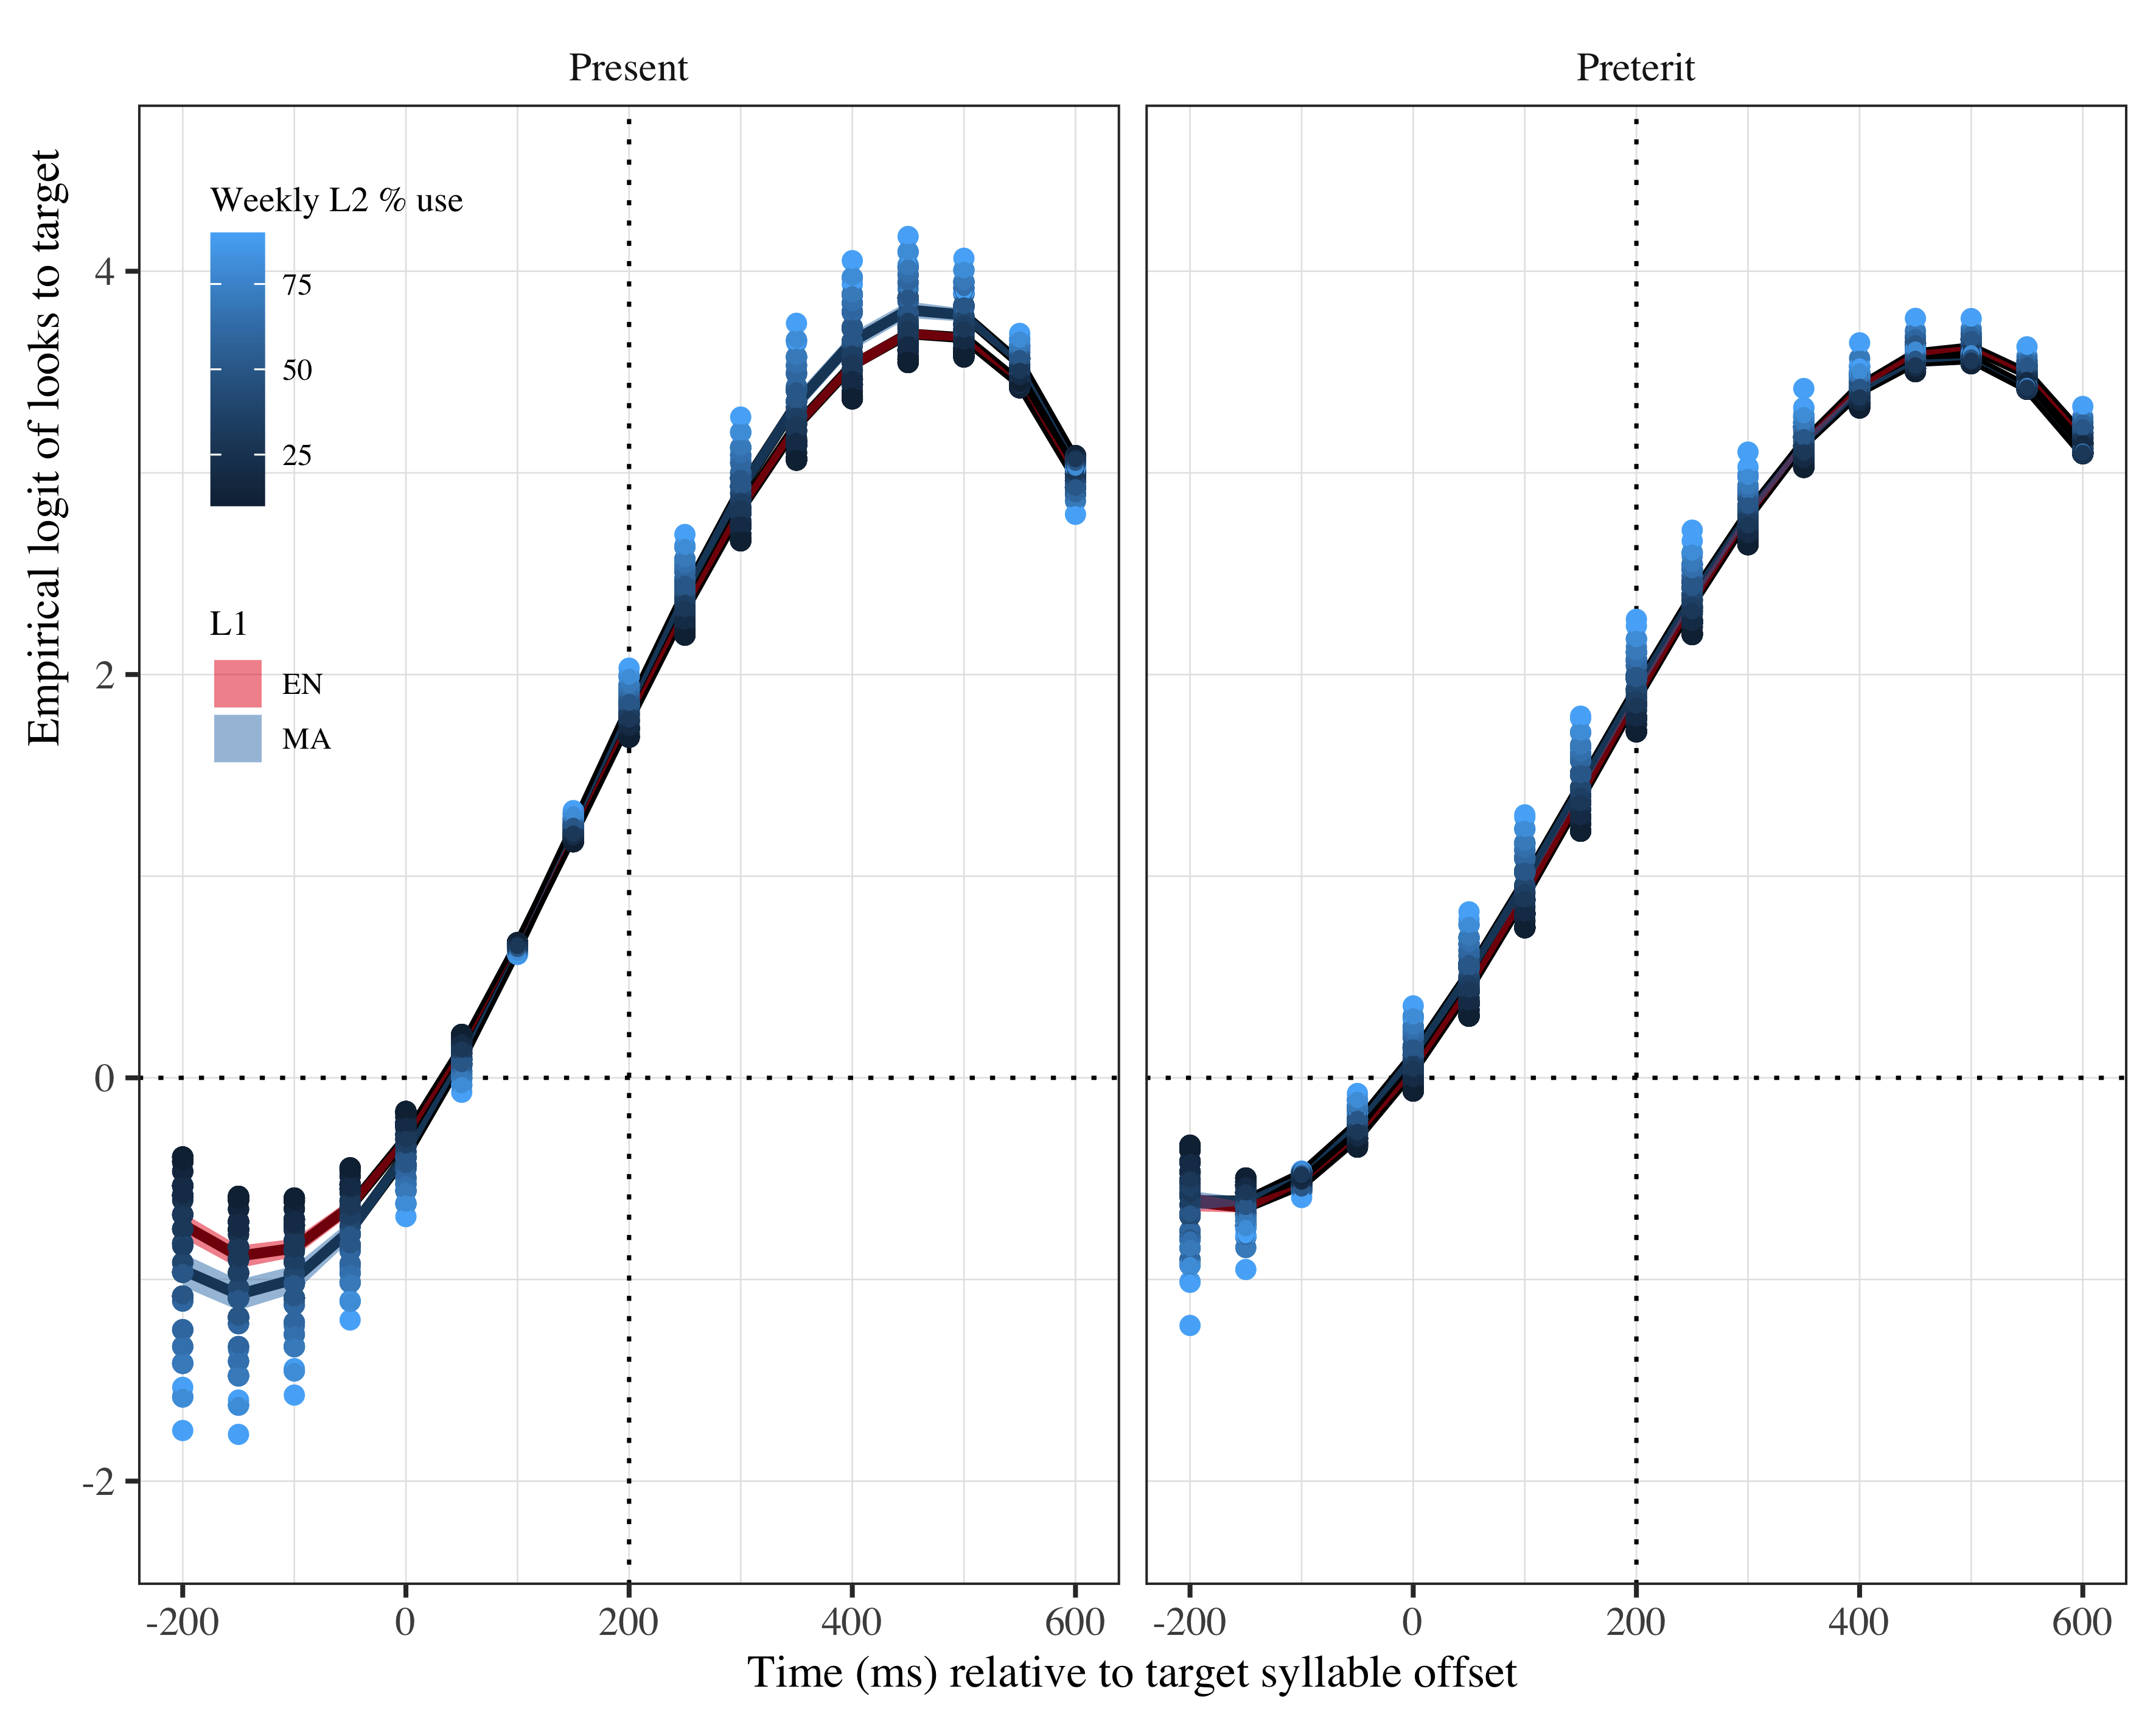 Present
Preterit
Empirical logit of looks to target
4
2
0
-2
Weekly L2 % use
75
50
25
L1
EN
MA
-200
0
200
400
600
-200
0
200
400
600
Time (ms) relative to target syllable offset